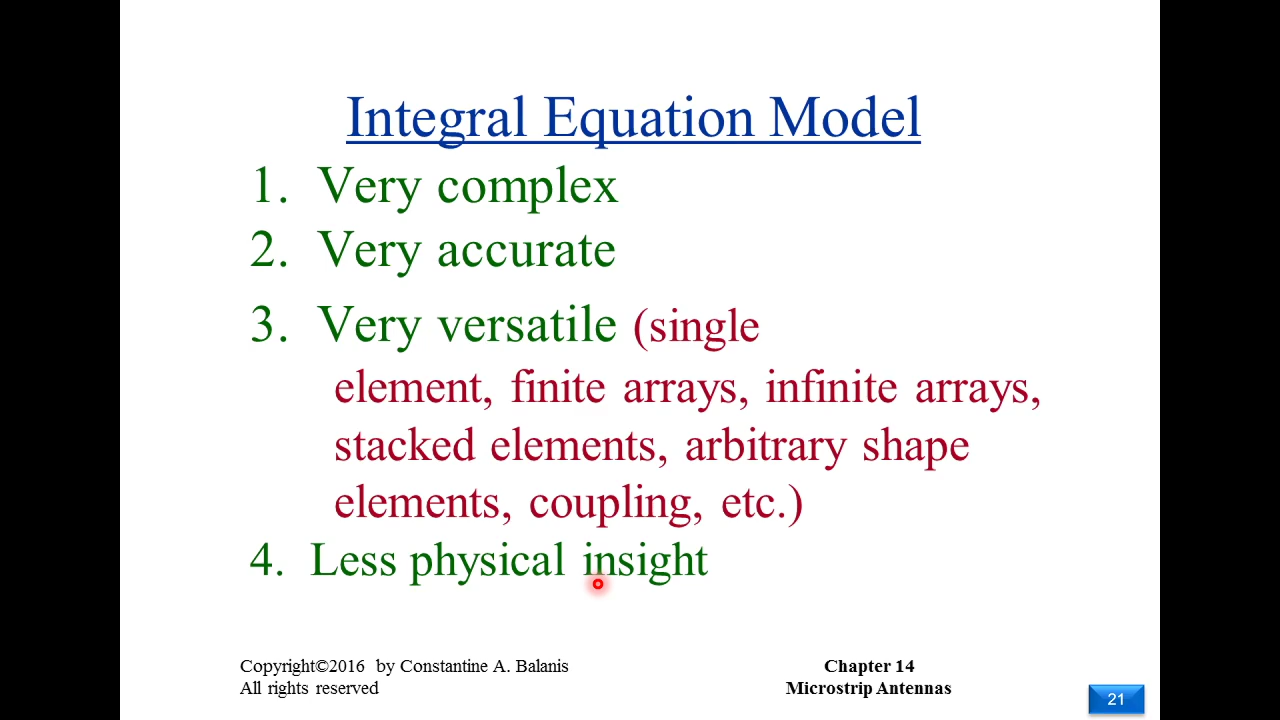 Integral Equation Model
1. Very complex
2. Very accurate
3. Very versatile (single
element, finite arrays, infinite arrays,
stacked elements, arbitrary shape
elements, coupling, etc.)
4. Less physical insight
Copyright©2016 by Constantine A. Balanis
All rights reserved
Chapter 14
Microstrip Antennas
21